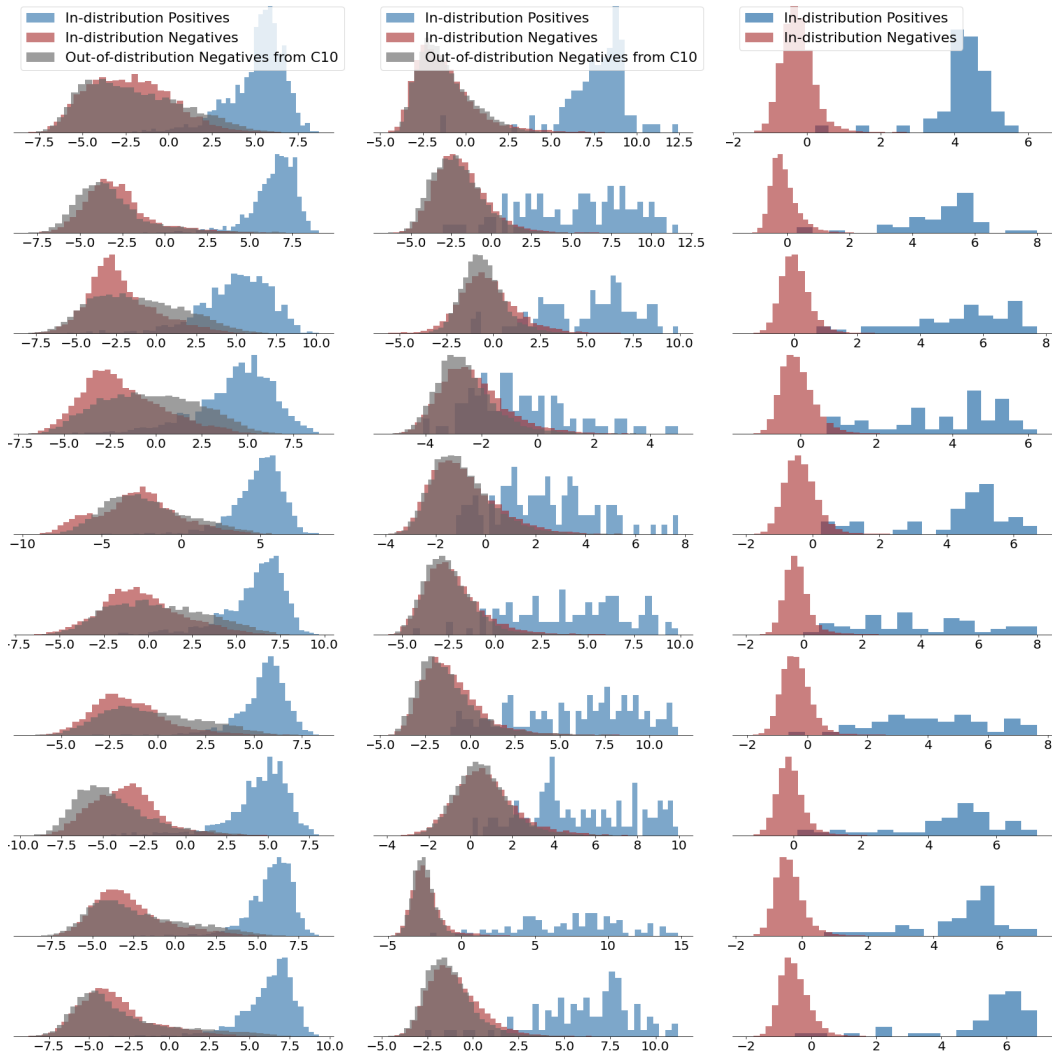 In-distribution Positives
In-distribution Negatives
Out-of-distribution Negatives from C10
In-distribution Positives
In-distribution Negatives
Out-of-distribution Negatives from C10
In-distribution Positives
In-distribution Negatives
−7.5 −5.0 −2.5 0.0 2.5 5.0 7.5
−5.0 −2.5 0.0 2.5 5.0 7.5 10.0 12.5
−2 0 2 4 6
−7.5 −5.0 −2.5 0.0 2.5 5.0 7.5
−5.0 −2.5 0.0 2.5 5.0 7.5 10.0 12.5
0 2 4 6 8
−7.5 −5.0 −2.5 0.0 2.5 5.0 7.5 10.0
−5.0 −2.5 0.0 2.5 5.0 7.5 10.0
0 2 4 6 8
−7.5 −5.0 −2.5 0.0 2.5 5.0 7.5
−4 −2 0 2 4
0 2 4 6
−10 −5 0 5
−4 −2 0 2 4 6 8
−2 0 2 4 6
−7.5 −5.0 −2.5 0.0 2.5 5.0 7.5 10.0
−5.0 −2.5 0.0 2.5 5.0 7.5 10.0
−2 0 2 4 6 8
−5.0 −2.5 0.0 2.5 5.0 7.5
−5.0 −2.5 0.0 2.5 5.0 7.5 10.0
−2 0 2 4 6 8
−10.0 −7.5 −5.0 −2.5 0.0 2.5 5.0 7.5
−4 −2 0 2 4 6 8 10
0 2 4 6
−7.5 −5.0 −2.5 0.0 2.5 5.0 7.5
−5 0 5 10 15
−2 0 2 4 6
−7.5 −5.0 −2.5 0.0 2.5 5.0 7.5 10.0
−5.0 −2.5 0.0 2.5 5.0 7.5 10.0
−2 0 2 4 6